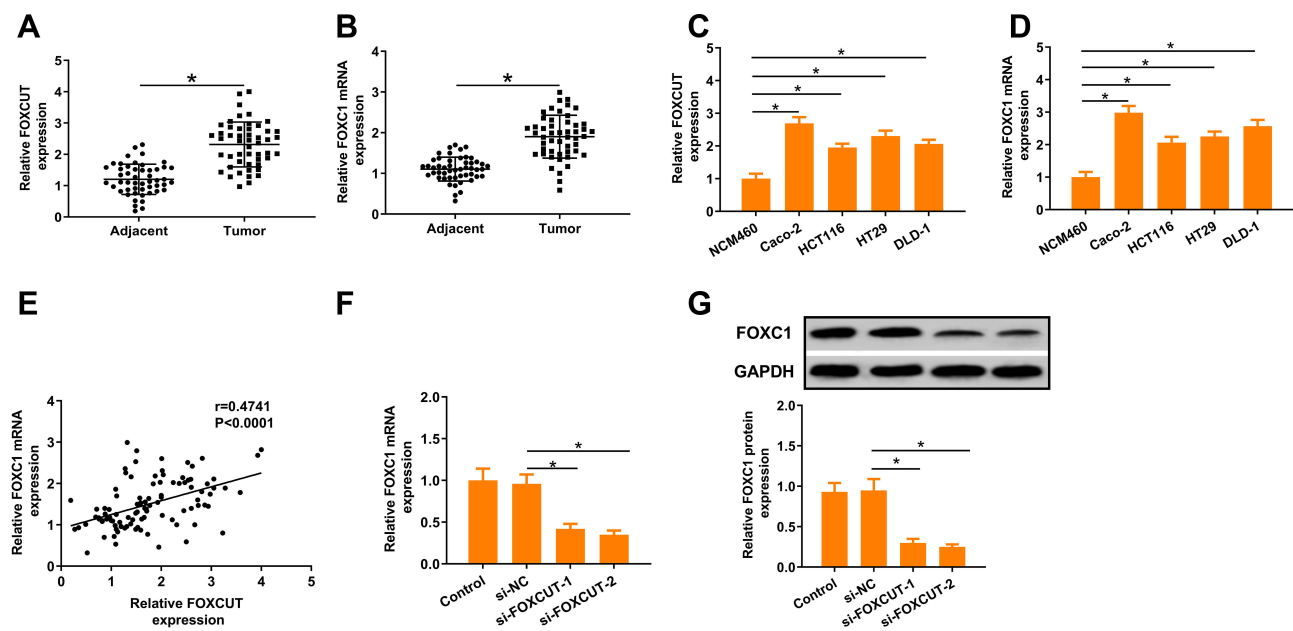 A
Relative FOXCUT
expression
5
4
3
2
1
0
*
Adjacent
Tumor
B
Relative FOXC1 mRNA
expression
4
3
2
1
0
*
Adjacent
Tumor
C
Relative FOXCUT
expression
5
4
3
2
1
0
*
*
*
*
NCM460
Caco-2
HCT116
HT29
DLD-1
D
Relative FOXC1 mRNA
expression
5
4
3
2
1
0
*
*
*
*
NCM460
Caco-2
HCT116
HT29
DLD-1
E
Relative FOXC1 mRNA
expression
4
3
2
1
0
r=0.4741
P<0.0001
0 1 2 3 4 5
Relative FOXCUT
expression
F
Relative FOXC1 mRNA
expression
2.0
1.5
1.0
0.5
0.0
*
*
Control
si-NC
si-FOXCUT-1
si-FOXCUT-2
G
FOXC1
GAPDH
Relative FOXC1 protein
expression
2.0
1.5
1.0
0.5
0.0
*
*
Control
si-NC
si-FOXCUT-1
si-FOXCUT-2